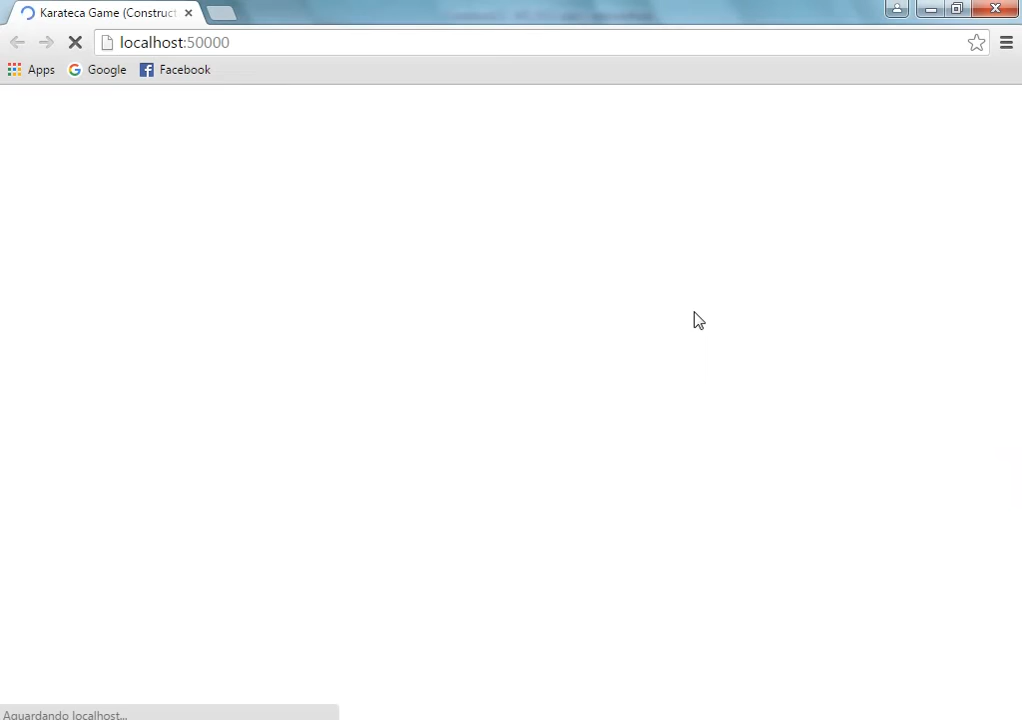 Karateca Game (Construct
localhost:50000
Apps Google Facebook
Aguardando localhost...